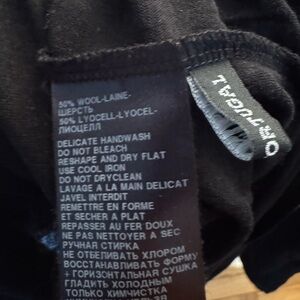 50% WOOL-LAINE-
ШЕРСТЬ
50% LYOCELL-LYOCEL-
ЛИОЦЕЛЛ
DELICATE HANDWASH
DO NOT BLEACH
RESHAPE AND DRY FLAT
USE COOL IRON
DO NOT DRYCLEAN
LAVAGE A LA MAIN DELICAT
JAVEL INTERDIT
REMETTRE EN FORME
ET SECHER A PLAT
REPASSER AU FER DOUX
NE PAS NETTOYER A SEC
РУЧНАЯ СТИРКА
НЕ ОТБЕЛИВАТЬ ХЛОРОМ
ВОССТАНАВЛИВАТЬ ФОРМУ
+ ГОРИЗОНТАЛЬНАЯ СУШКА
ГЛАДИТЬ ХОЛОДНЫМ
ТОЛЬКО ХИМЧИСТКА
ORTUGAL